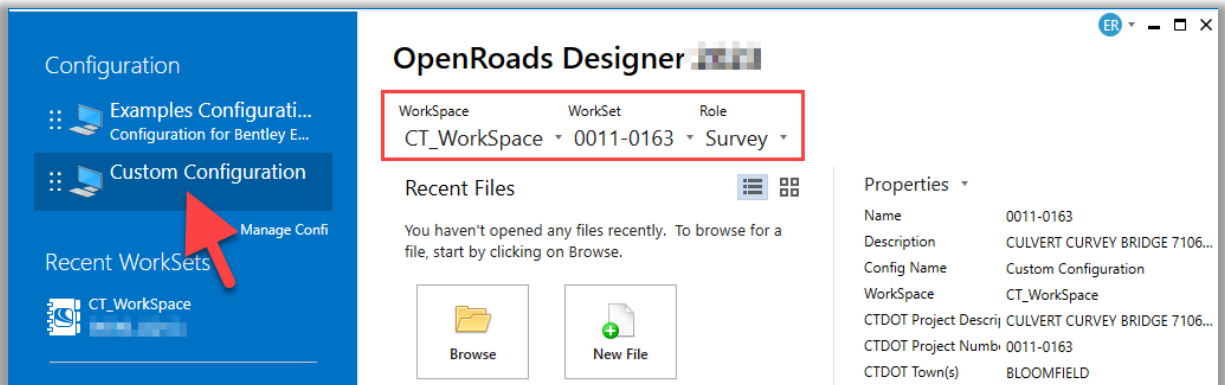 ER
Configuration
Examples Configurati...
Configuration for Bentley E...
Custom Configuration
Manage Confi
Recent WorkSets
CT_WorkSpace
OpenRoads Designer
WorkSpace WorkSet Role
CT_WorkSpace 0011-0163 Survey
Recent Files
You haven't opened any files recently. To browse for a
file, start by clicking on Browse.
Browse New File
Properties
Name 0011-0163
Description CULVERT CURVEY BRIDGE 7106...
Config Name Custom Configuration
WorkSpace CT_WorkSpace
CTDOT Project Descri CULVERT CURVEY BRIDGE 7106...
CTDOT Project Numb 0011-0163
CTDOT Town(s) BLOOMFIELD